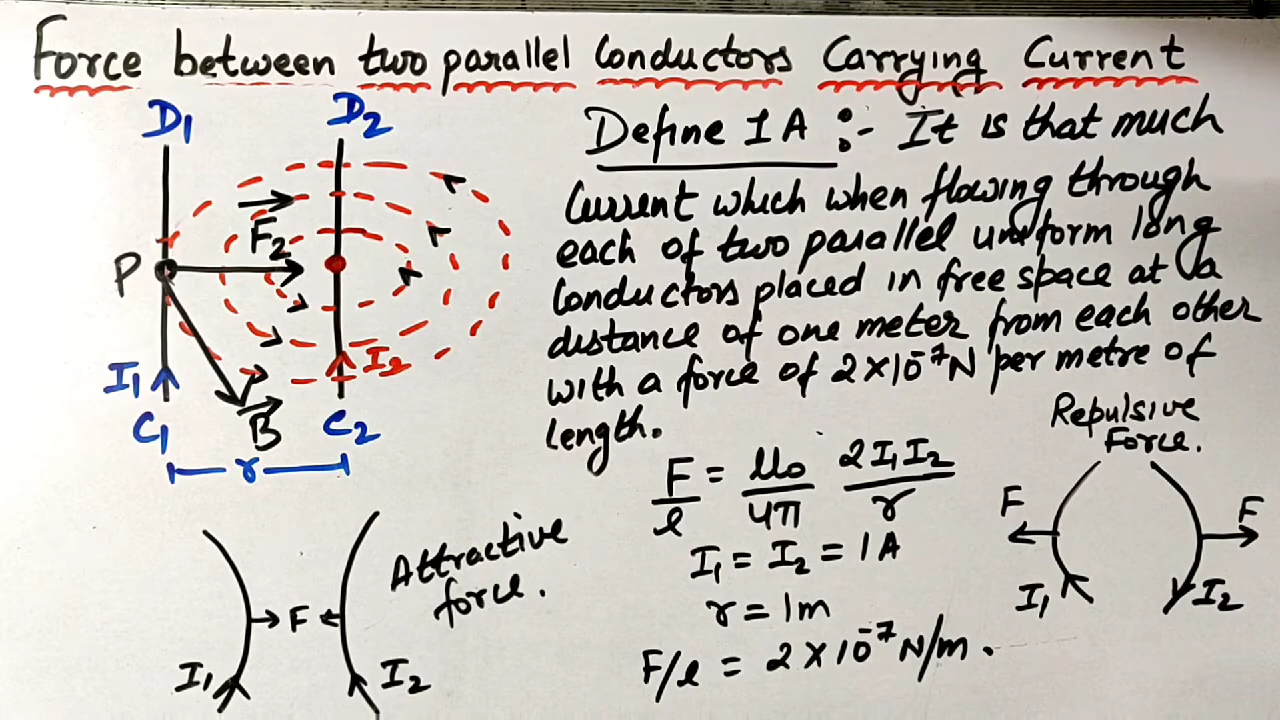 Force between two parallel Conductors Carrying Current
D₁
D₂
F₂
P
I₁
I₂
B
C₁
C₂
r
Define 1A :- It is that much
Current which when flowing through
each of two parallel uniform long
Conductors placed in free space at a
distance of one meter from each other
with a force of 2×10⁻⁷N per metre of
length.
F/l = μ₀/4π 2I₁I₂/r
I₁ = I₂ = 1A
r = 1m
F/l = 2×10⁻⁷N/m.
Attractive
force.
F
I₁
I₂
Repulsive
Force.
F
F
I₁
I₂